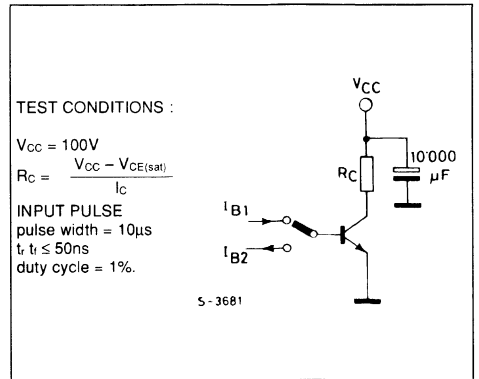 TEST CONDITIONS :
VCC = 100V
RC = VCC – VCE(sat)
IC
INPUT PULSE
pulse width = 10μs
tr tf ≤ 50ns
duty cycle = 1%.
VCC
RC
10'000
μF
IB1
IB2
S-3681